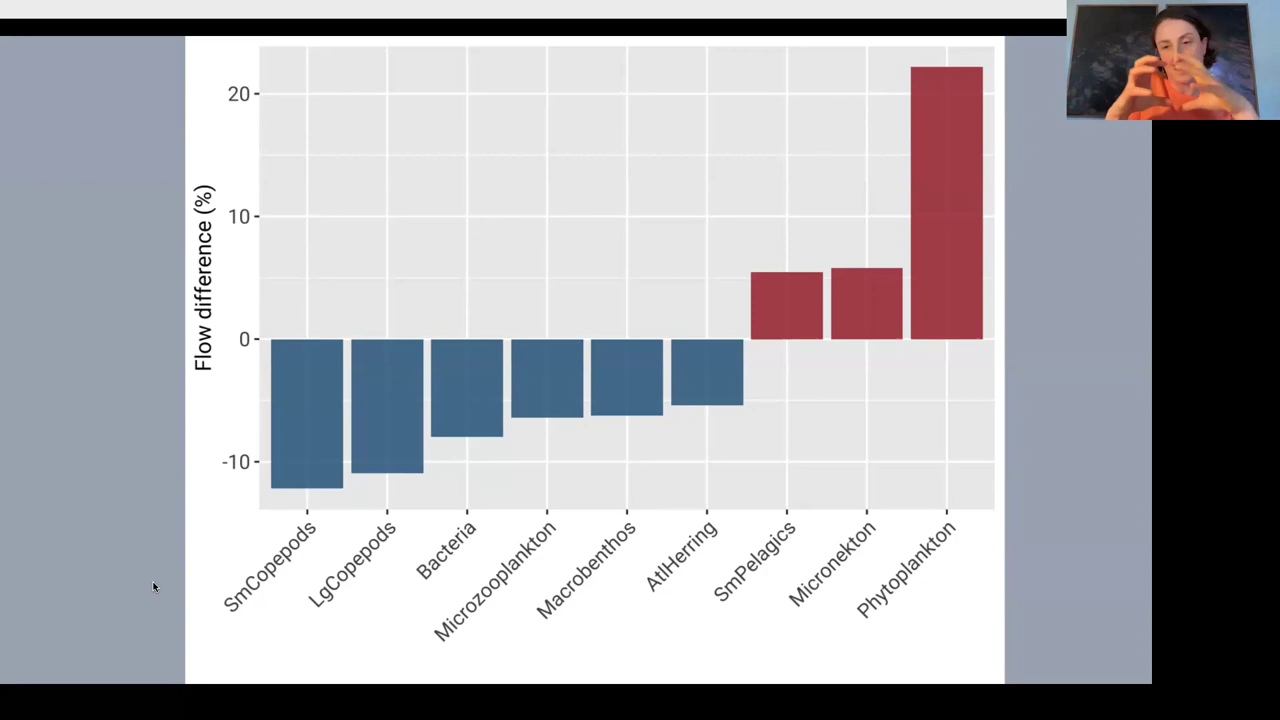 20
10
0
-10
Flow difference (%)
SmCopepods
LgCopepods
Bacteria
Microzooplankton
Macrobenthos
AtlHerring
SmPelagics
Micronekton
Phytoplankton